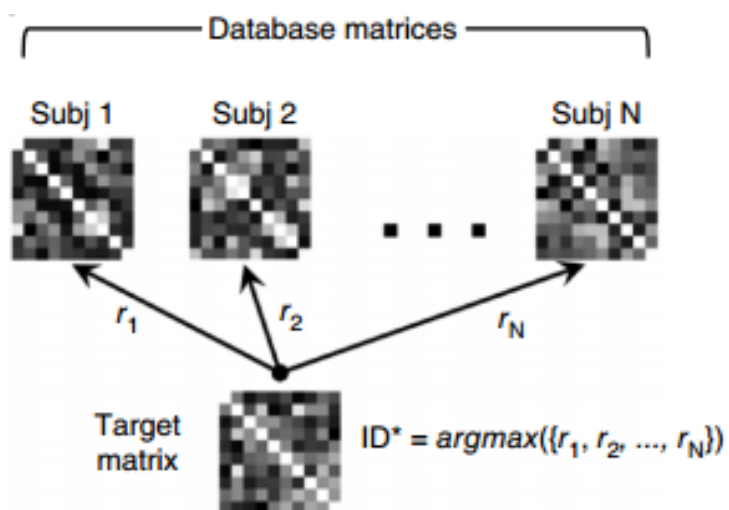 Database matrices
Subj 1
Subj 2
Subj N
. . .
r1
r2
rN
Target
matrix
ID* = argmax({r1, r2, ..., rN})